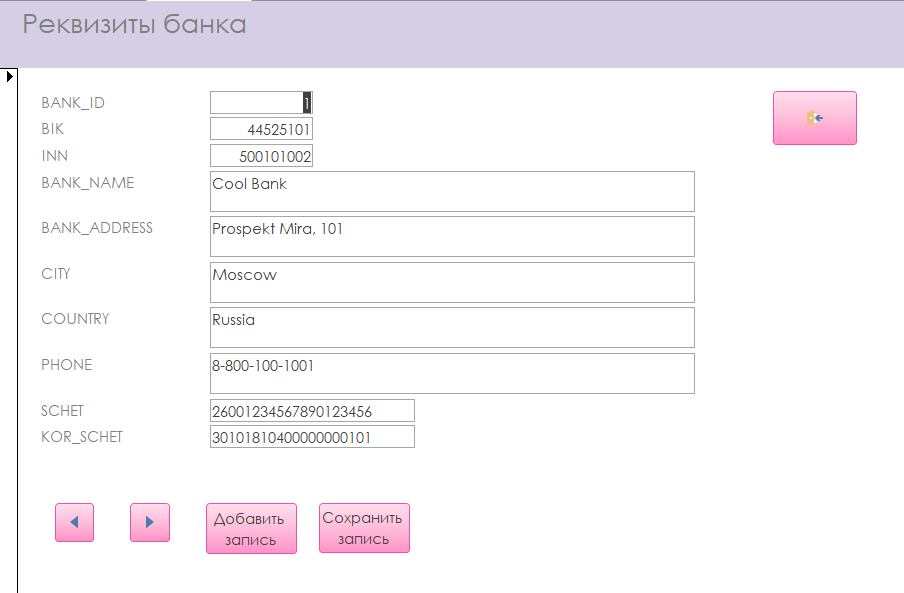 Реквизиты банка
BANK_ID 1
BIK 44525101
INN 500101002
BANK_NAME Cool Bank
BANK_ADDRESS Prospekt Mira, 101
CITY Moscow
COUNTRY Russia
PHONE 8-800-100-1001
SCHET 26001234567890123456
KOR_SCHET 30101810400000000101
Добавить
запись
Сохранить
запись